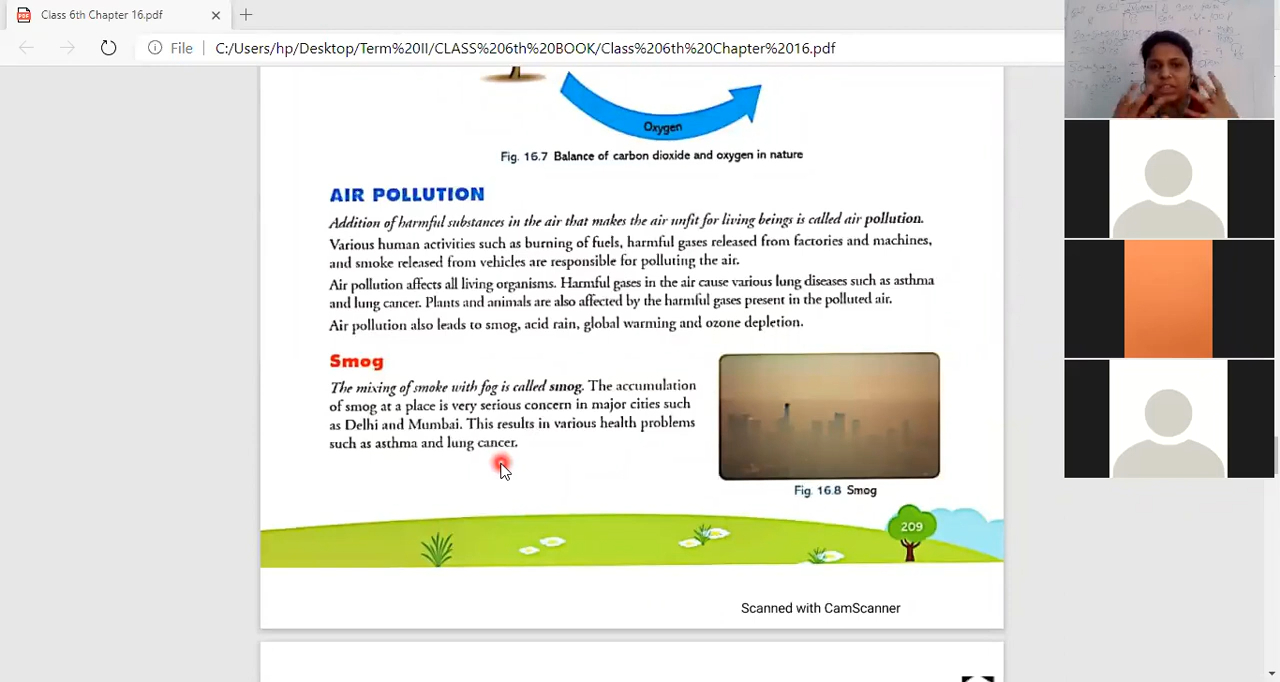 Class 6th Chapter 16.pdf
File
C:/Users/hp/Desktop/Term%20II/CLASS%206th%20BOOK/Class%206th%20Chapter%2016.pdf
Oxygen
Fig. 16.7 Balance of carbon dioxide and oxygen in nature
AIR POLLUTION
Addition of harmful substances in the air that makes the air unfit for living beings is called air pollution.
Various human activities such as burning of fuels, harmful gases released from factories and machines,
and smoke released from vehicles are responsible for polluting the air.
Air pollution affects all living organisms. Harmful gases in the air cause various lung diseases such as asthma
and lung cancer. Plants and animals are also affected by the harmful gases present in the polluted air.
Air pollution also leads to smog, acid rain, global warming and ozone depletion.
Smog
The mixing of smoke with fog is called smog. The accumulation
of smog at a place is very serious concern in major cities such
as Delhi and Mumbai. This results in various health problems
such as asthma and lung cancer.
Fig. 16.8 Smog
209
Scanned with CamScanner